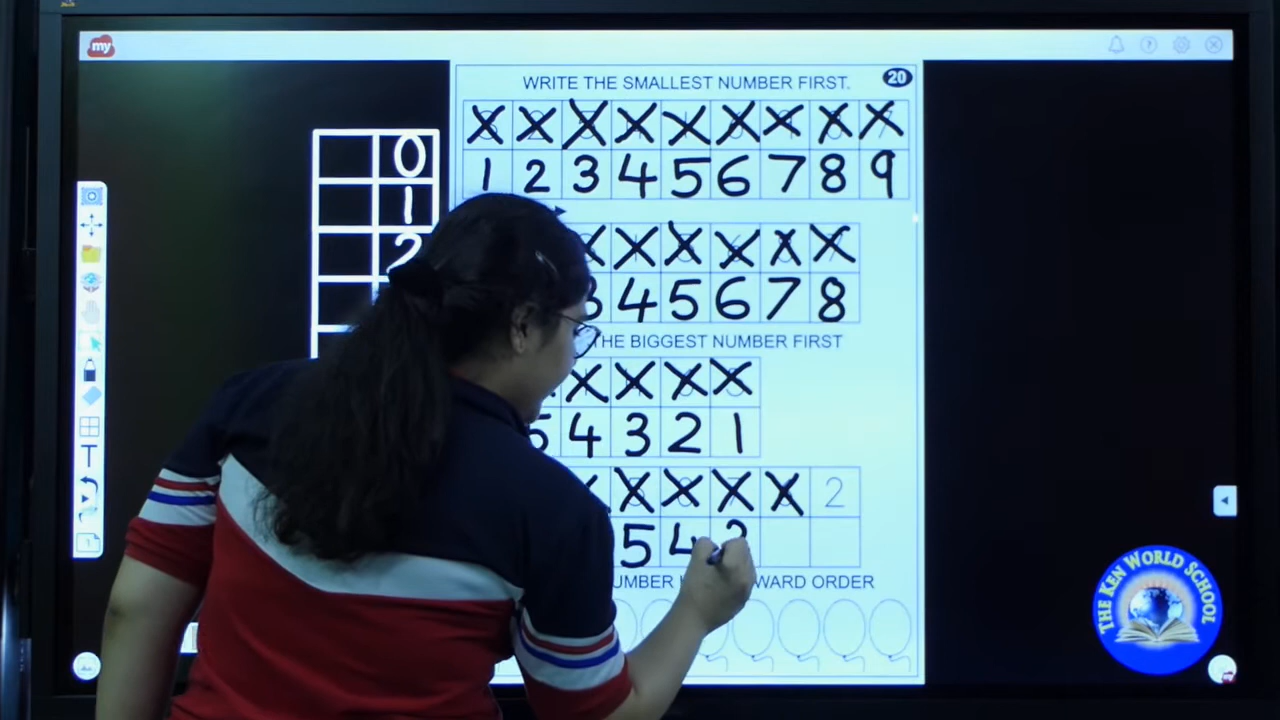 my
WRITE THE SMALLEST NUMBER FIRST.
20
1 2 3 4 5 6 7 8 9
0
1
2
4 5 6 7 8
THE BIGGEST NUMBER FIRST
5 4 3 2 1
2
5 4
UMBER WARD ORDER
T
THE KEN WORLD SCHOOL